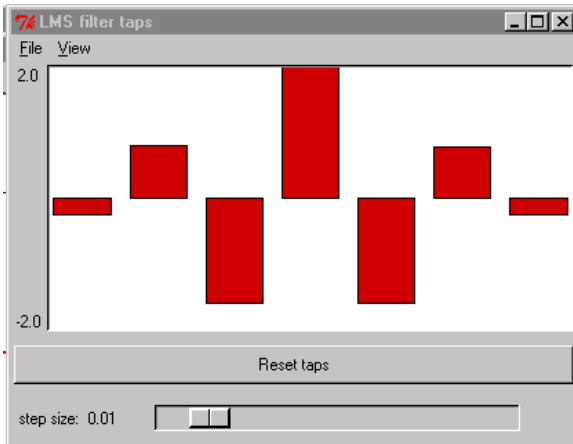 LMS filter taps
File View
2.0
-2.0
Reset taps
step size: 0.01